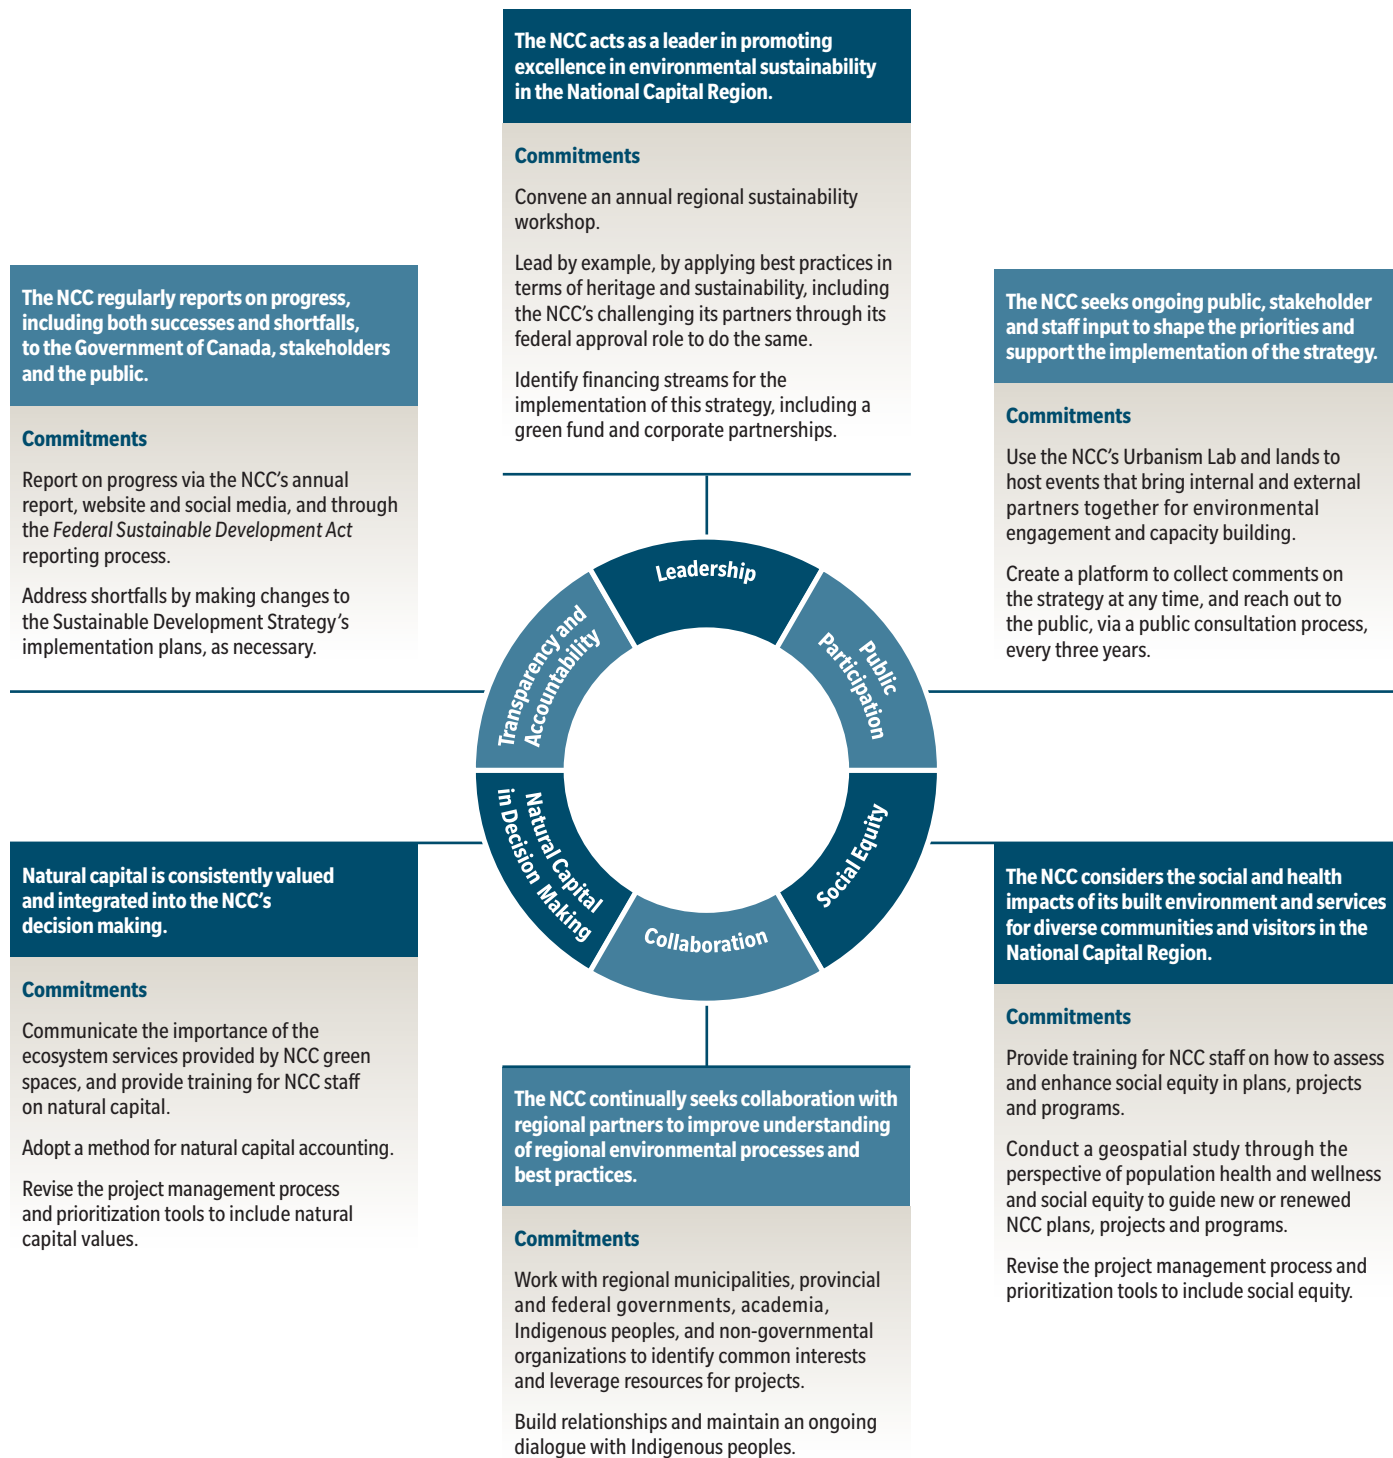 The NCC acts as a leader in promoting
excellence in environmental sustainability
in the National Capital Region.
Commitments
Convene an annual regional sustainability
workshop.
Lead by example, by applying best practices in
terms of heritage and sustainability, including
the NCC’s challenging its partners through its
federal approval role to do the same.
Identify financing streams for the
implementation of this strategy, including a
green fund and corporate partnerships.
The NCC regularly reports on progress,
including both successes and shortfalls,
to the Government of Canada, stakeholders
and the public.
Commitments
Report on progress via the NCC’s annual
report, website and social media, and through
the Federal Sustainable Development Act
reporting process.
Address shortfalls by making changes to
the Sustainable Development Strategy’s
implementation plans, as necessary.
The NCC seeks ongoing public, stakeholder
and staff input to shape the priorities and
support the implementation of the strategy.
Commitments
Use the NCC’s Urbanism Lab and lands to
host events that bring internal and external
partners together for environmental
engagement and capacity building.
Create a platform to collect comments on
the strategy at any time, and reach out to
the public, via a public consultation process,
every three years.
Leadership
Public
Participation
Social Equity
Collaboration
Natural Capital
in Decision Making
Transparency and
Accountability
Natural capital is consistently valued
and integrated into the NCC’s
decision making.
Commitments
Communicate the importance of the
ecosystem services provided by NCC green
spaces, and provide training for NCC staff
on natural capital.
Adopt a method for natural capital accounting.
Revise the project management process
and prioritization tools to include natural
capital values.
The NCC continually seeks collaboration with
regional partners to improve understanding
of regional environmental processes and
best practices.
Commitments
Work with regional municipalities, provincial
and federal governments, academia,
Indigenous peoples, and non-governmental
organizations to identify common interests
and leverage resources for projects.
Build relationships and maintain an ongoing
dialogue with Indigenous peoples.
The NCC considers the social and health
impacts of its built environment and services
for diverse communities and visitors in the
National Capital Region.
Commitments
Provide training for NCC staff on how to assess
and enhance social equity in plans, projects
and programs.
Conduct a geospatial study through the
perspective of population health and wellness
and social equity to guide new or renewed
NCC plans, projects and programs.
Revise the project management process and
prioritization tools to include social equity.